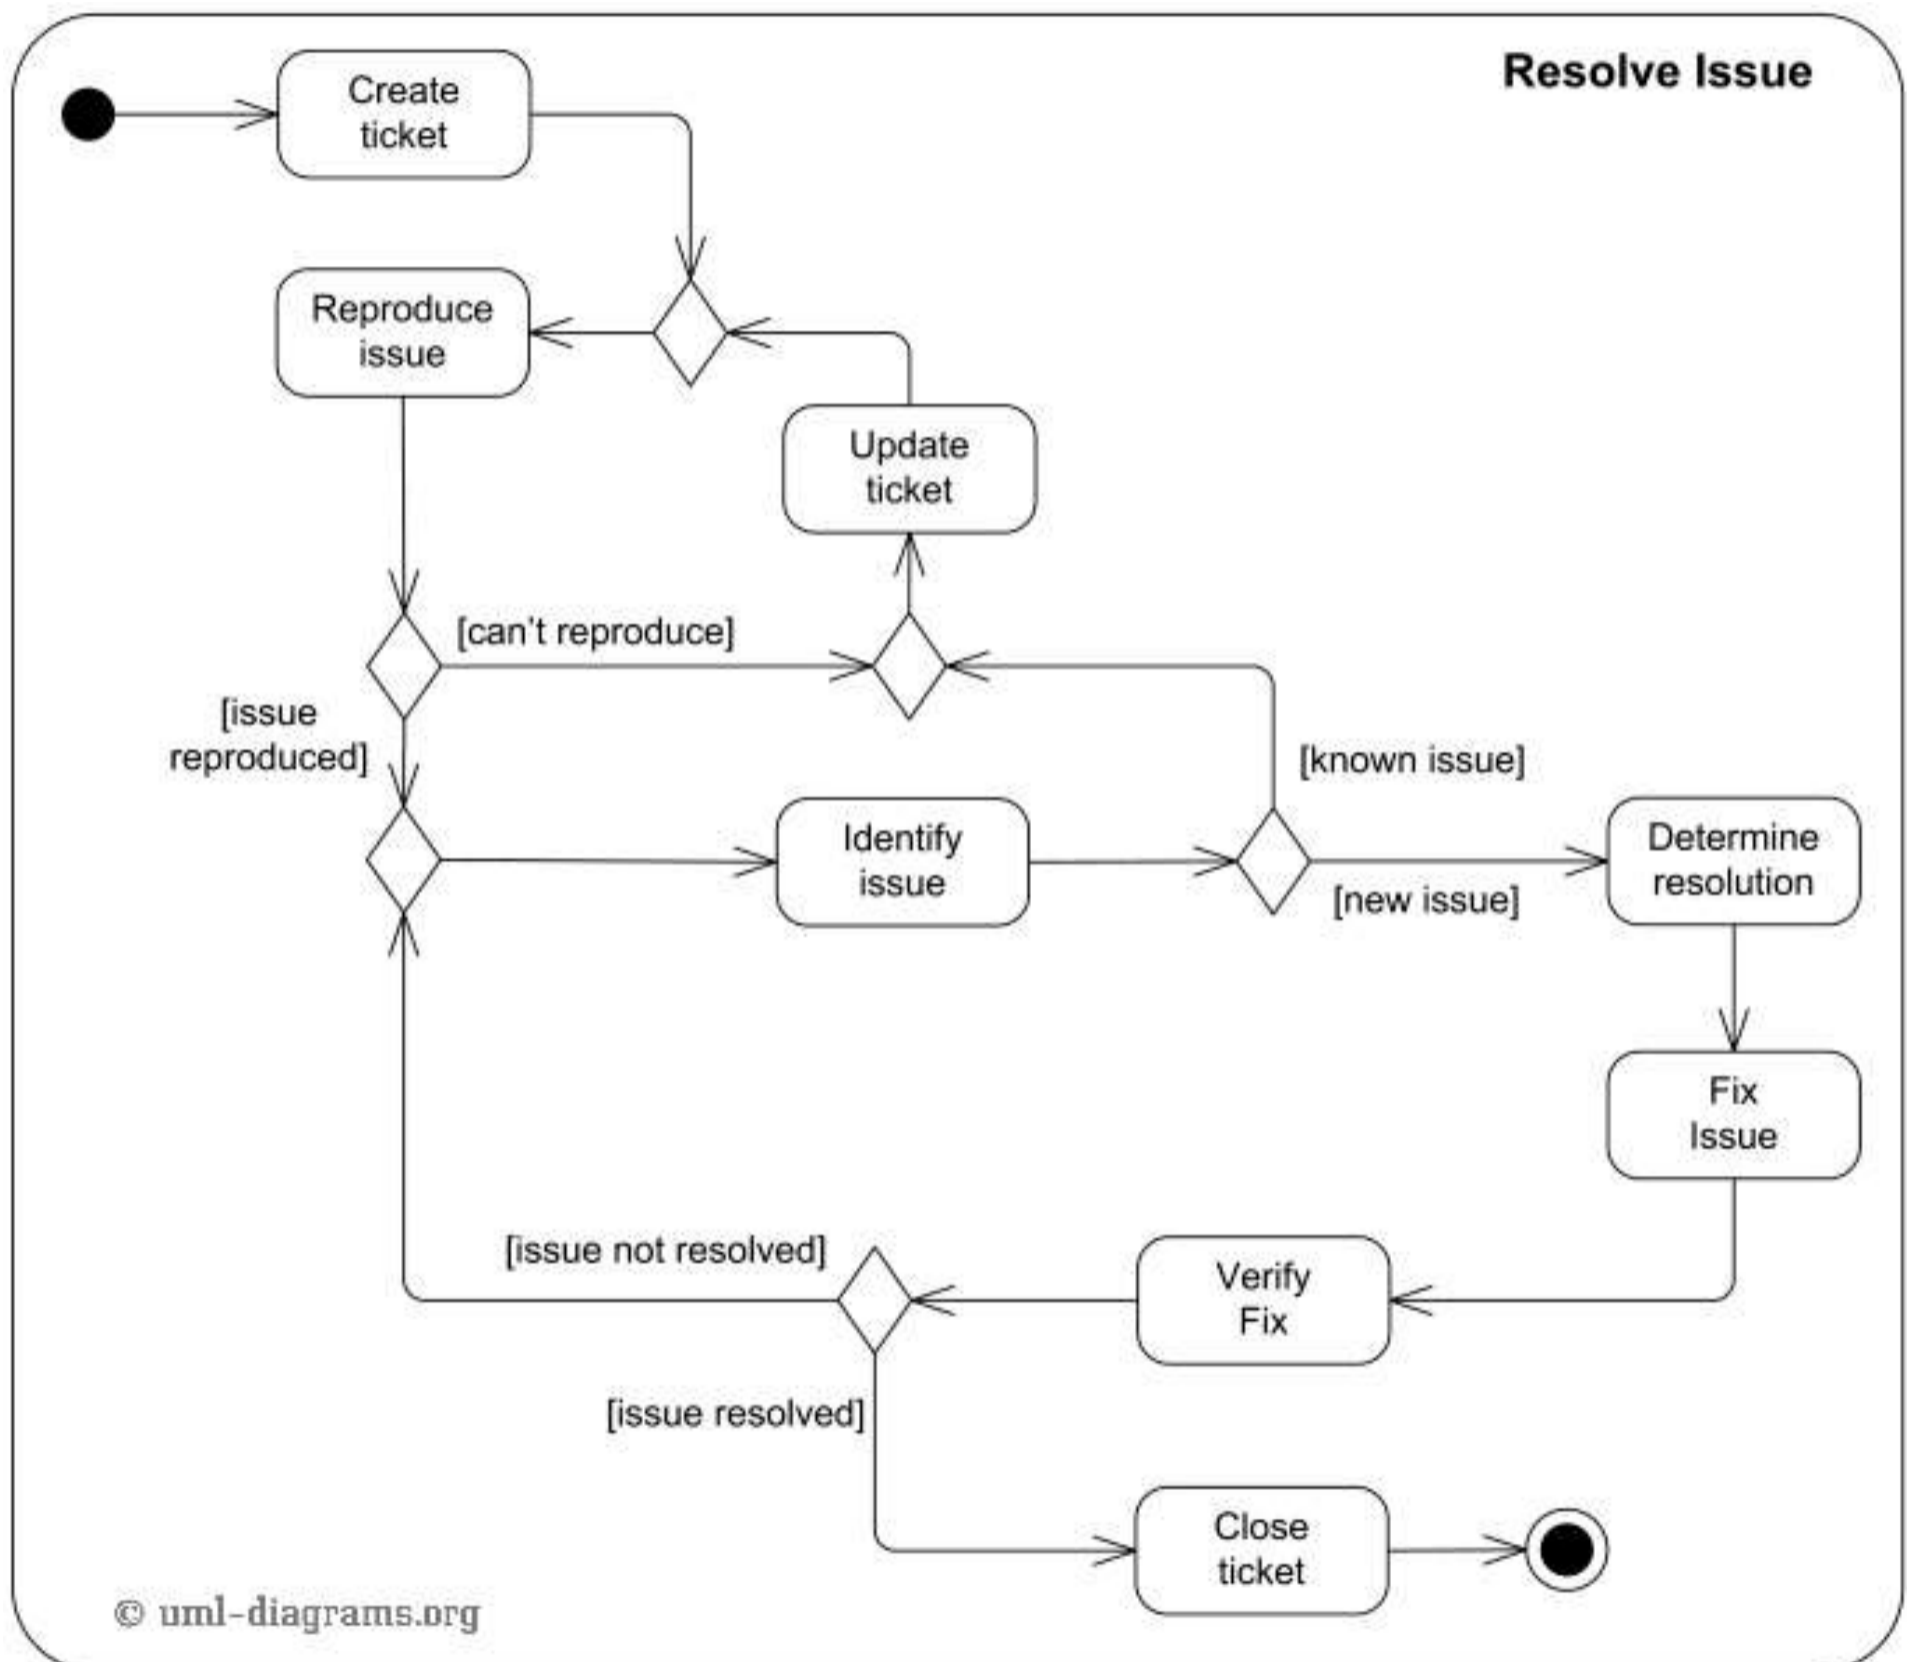 Resolve Issue
Create
ticket
Reproduce
issue
Update
ticket
[can't reproduce]
[issue
reproduced]
[known issue]
Identify
issue
Determine
resolution
[new issue]
Fix
Issue
[issue not resolved]
Verify
Fix
[issue resolved]
Close
ticket
© uml-diagrams.org